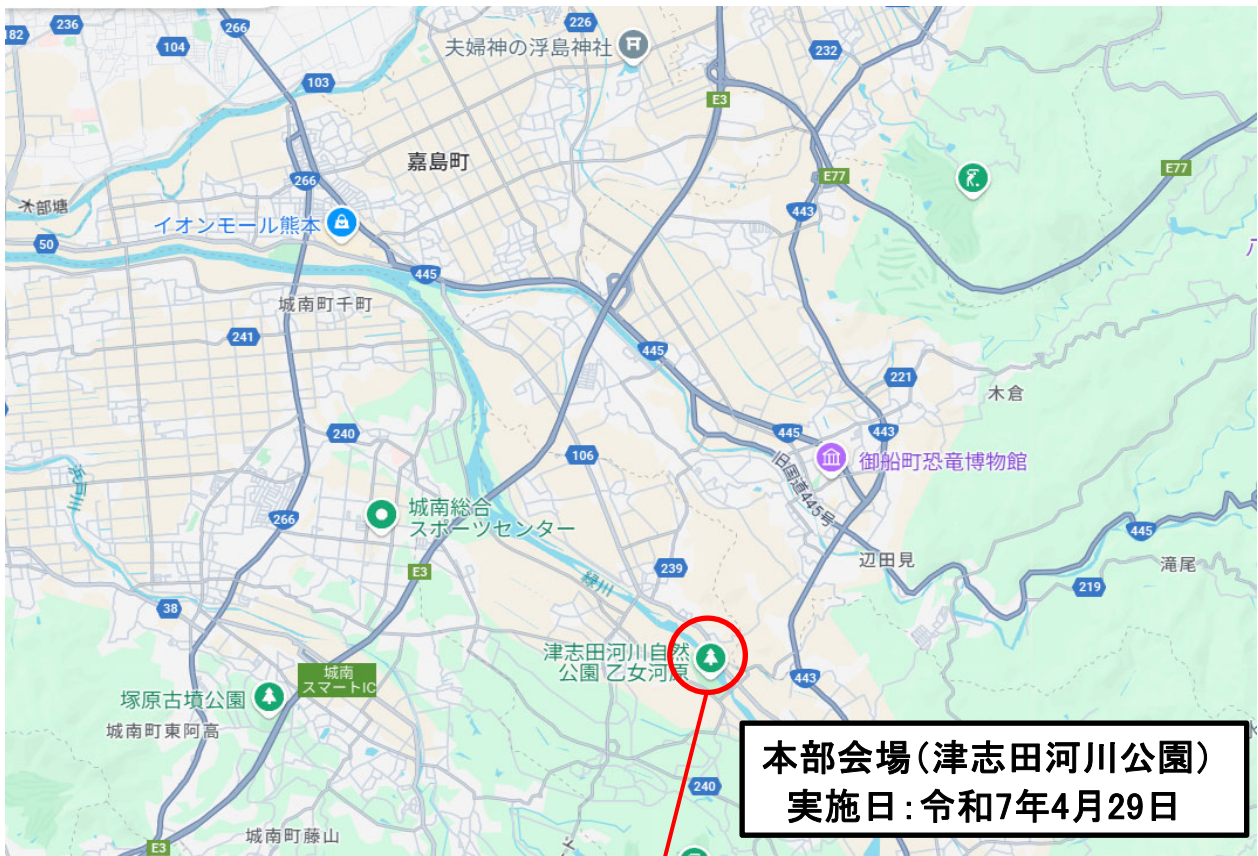 236
226
182
104
266
夫婦神の浮島神社
232
103
E3
嘉島町
E77
E77
266
木部塘
443
イオンモール熊本
50
445
城南町千町
241
445
221
木倉
240
445
443
106
御船町恐竜博物館
旧国道445号
浜戸川
城南総合
スポーツセンター
266
445
辺田見
滝尾
E3
239
緑川
219
38
津志田河川自然
公園 乙女河原
城南
スマートIC
443
塚原古墳公園
城南町東阿高
本部会場(津志田河川公園)
実施日:令和7年4月29日
240
城南町藤山
E3